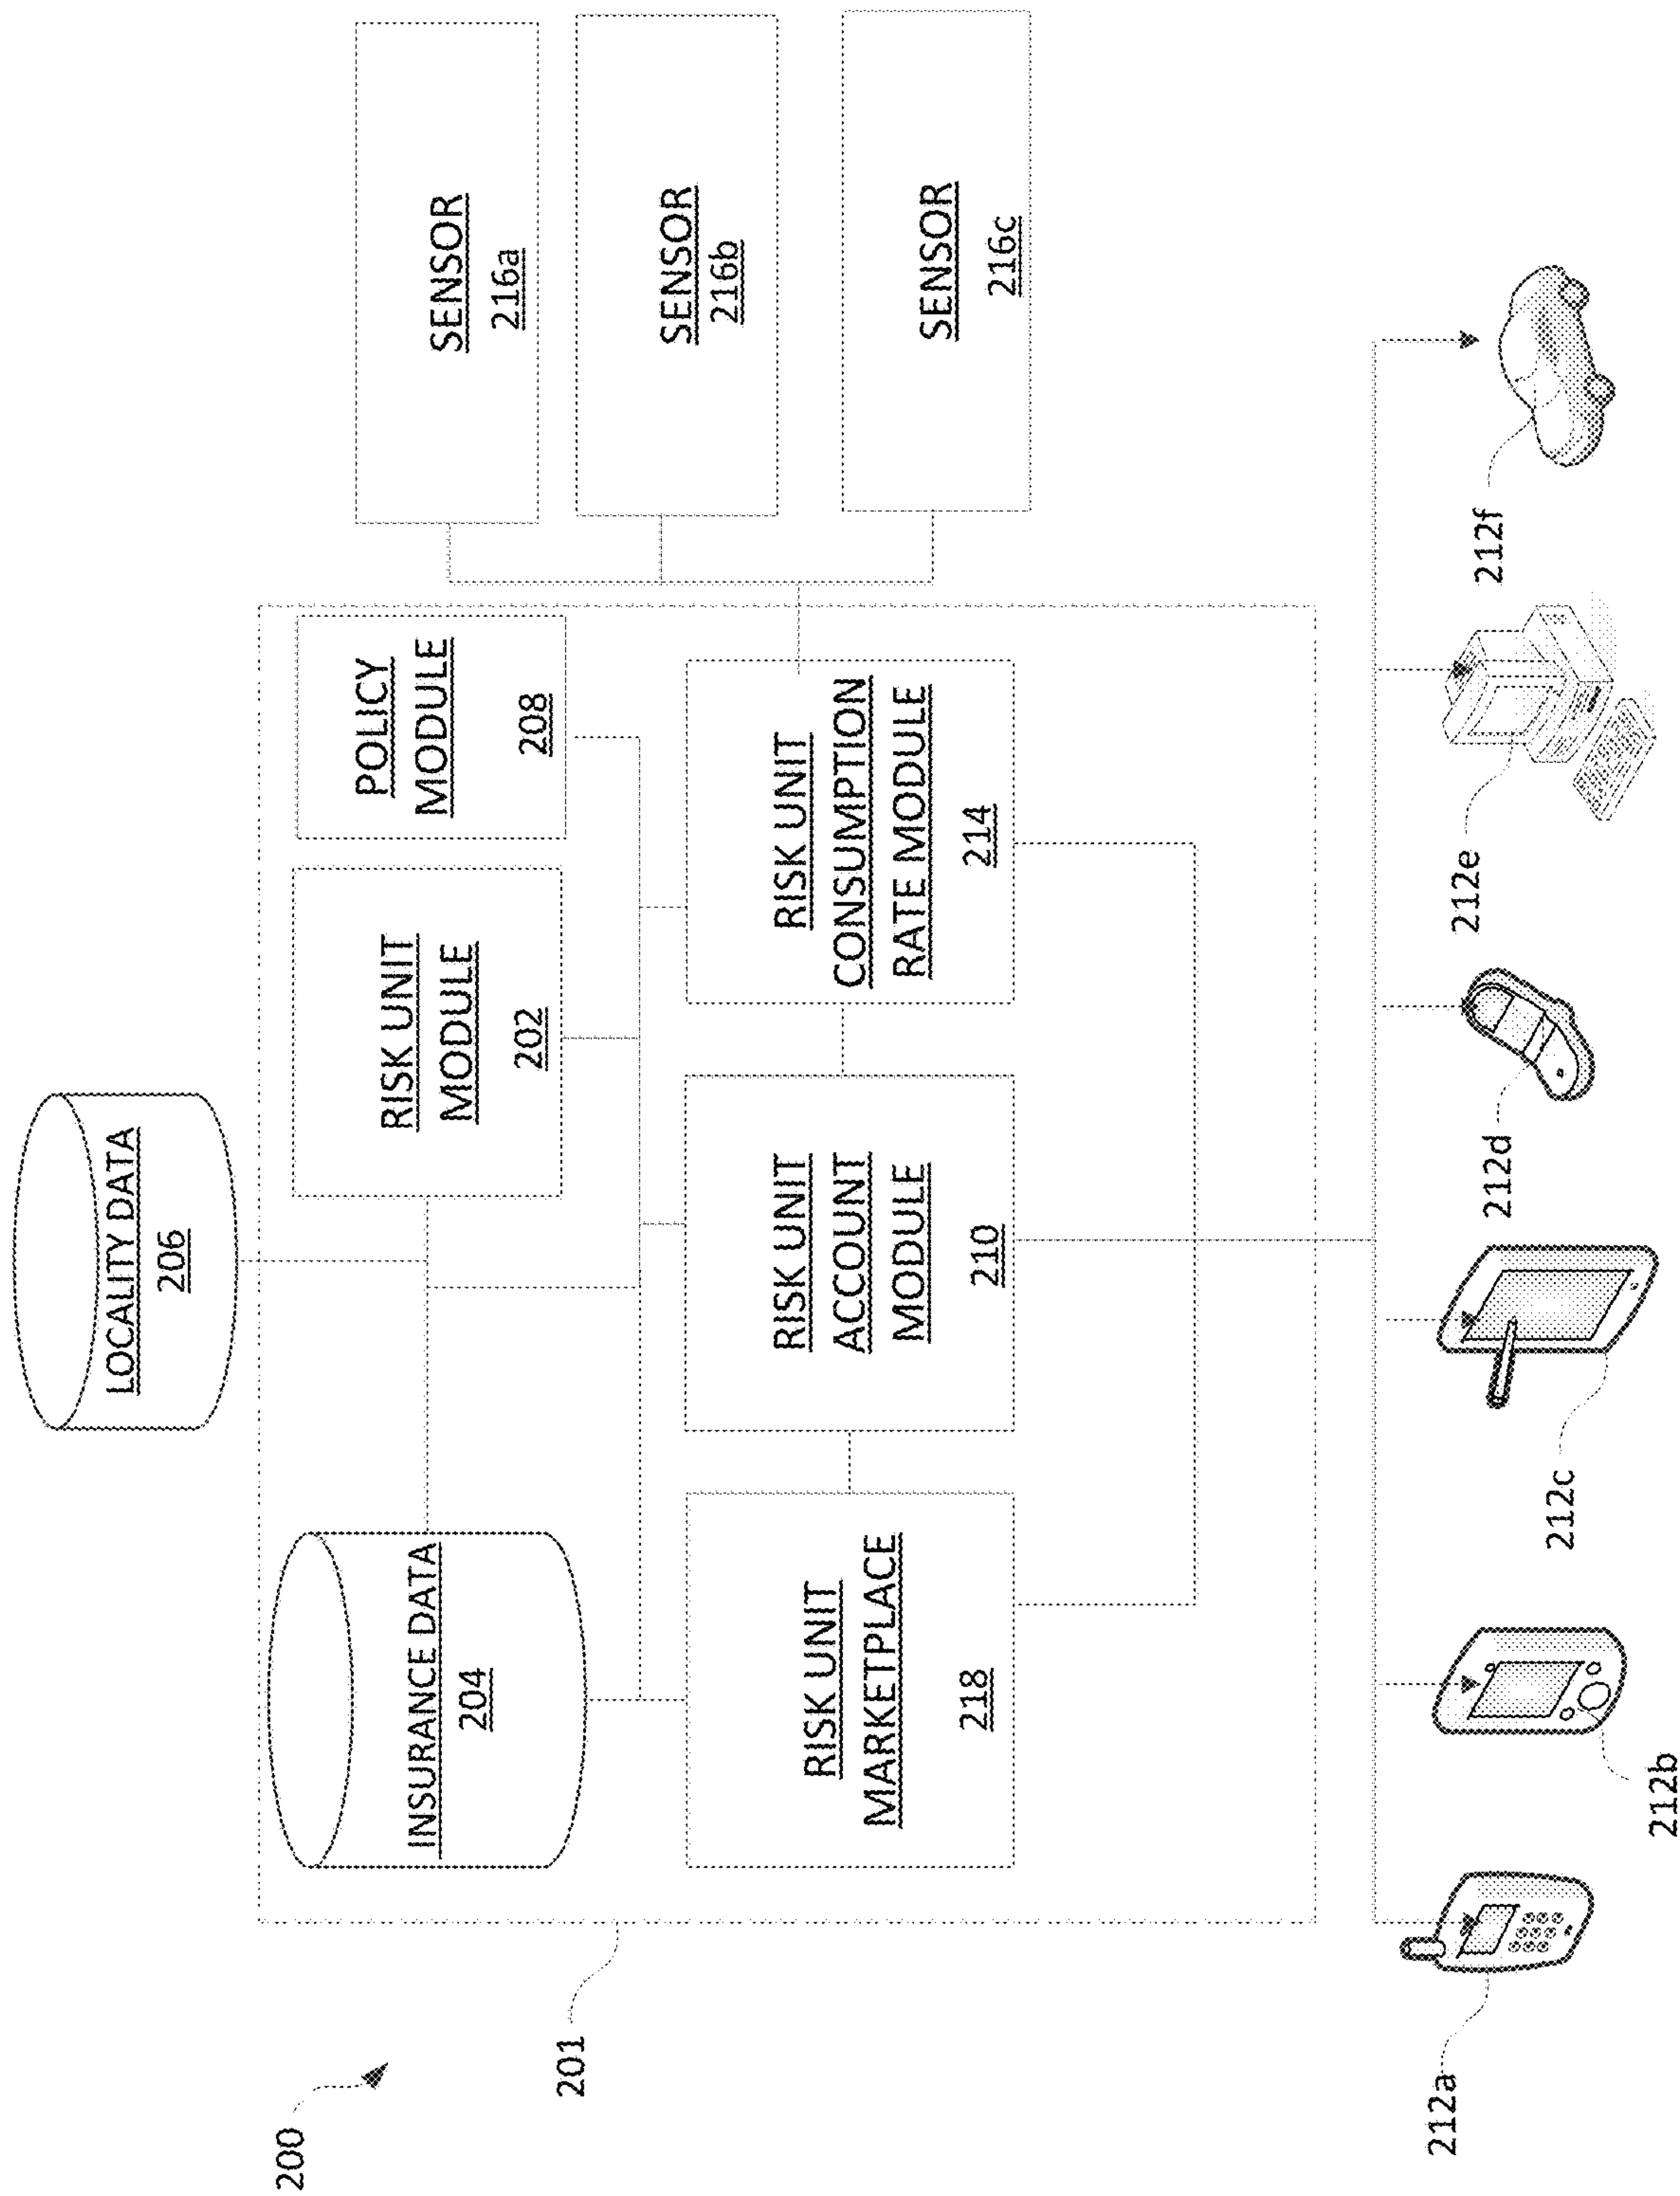 200
201
LOCALITY DATA
206
INSURANCE DATA
204
RISK UNIT
MODULE
202
POLICY
MODULE
208
RISK UNIT
MARKETPLACE
218
RISK UNIT
ACCOUNT
MODULE
210
RISK UNIT
CONSUMPTION
RATE MODULE
214
SENSOR
216a
SENSOR
216b
SENSOR
216c
212a
212b
212c
212d
212e
212f